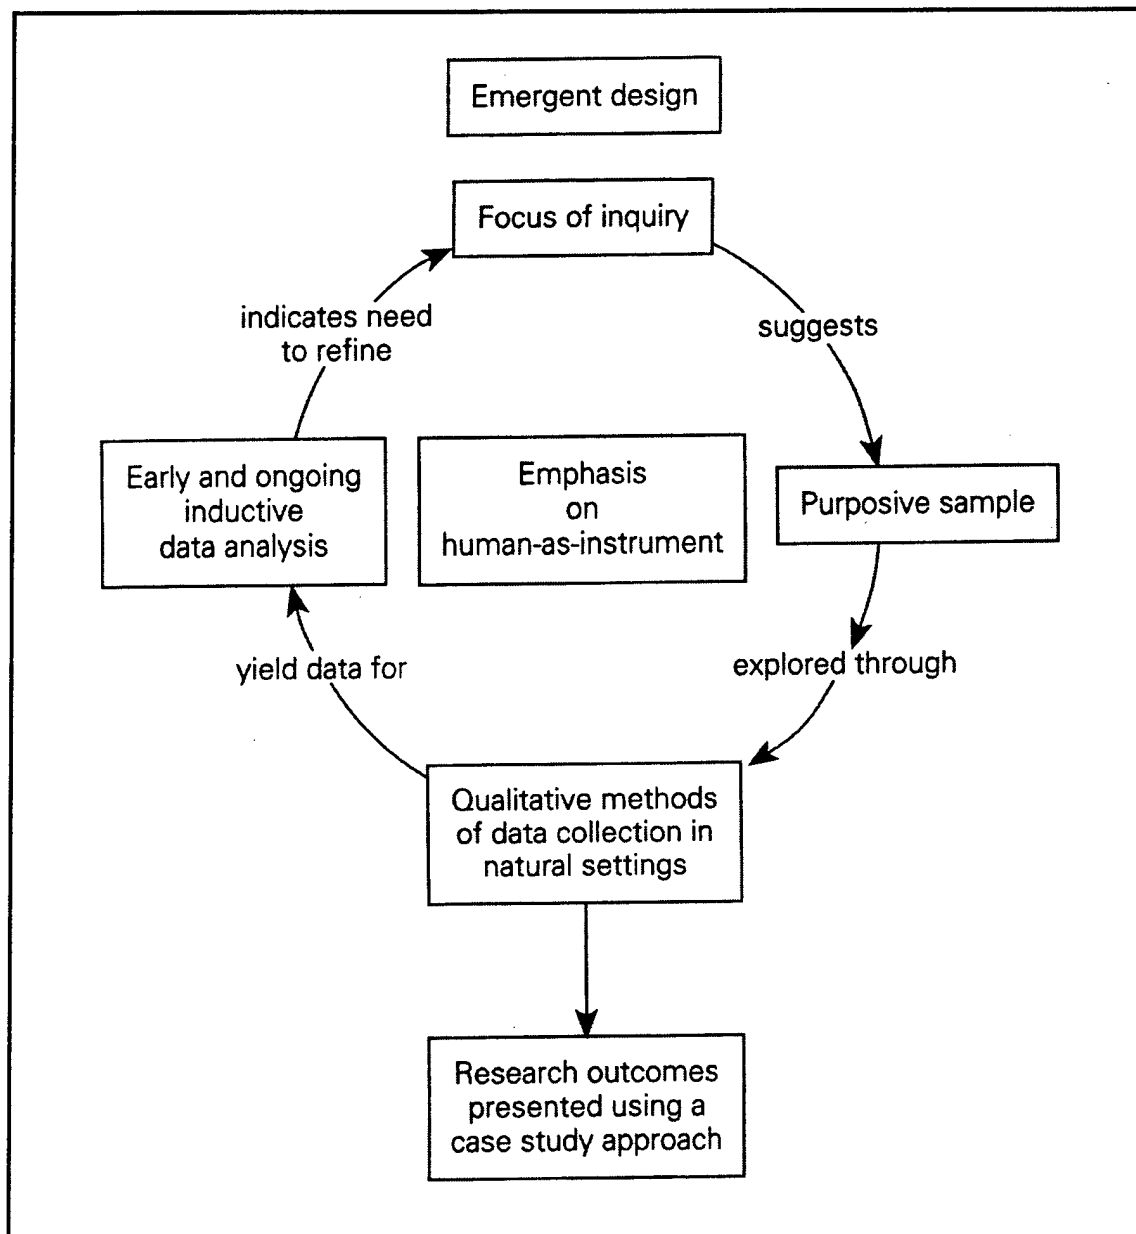 Emergent design
Focus of inquiry
indicates need
to refine
suggests
Early and ongoing
inductive
data analysis
Emphasis
on
human-as-instrument
Purposive sample
yield data for
explored through
Qualitative methods
of data collection in
natural settings
Research outcomes
presented using a
case study approach